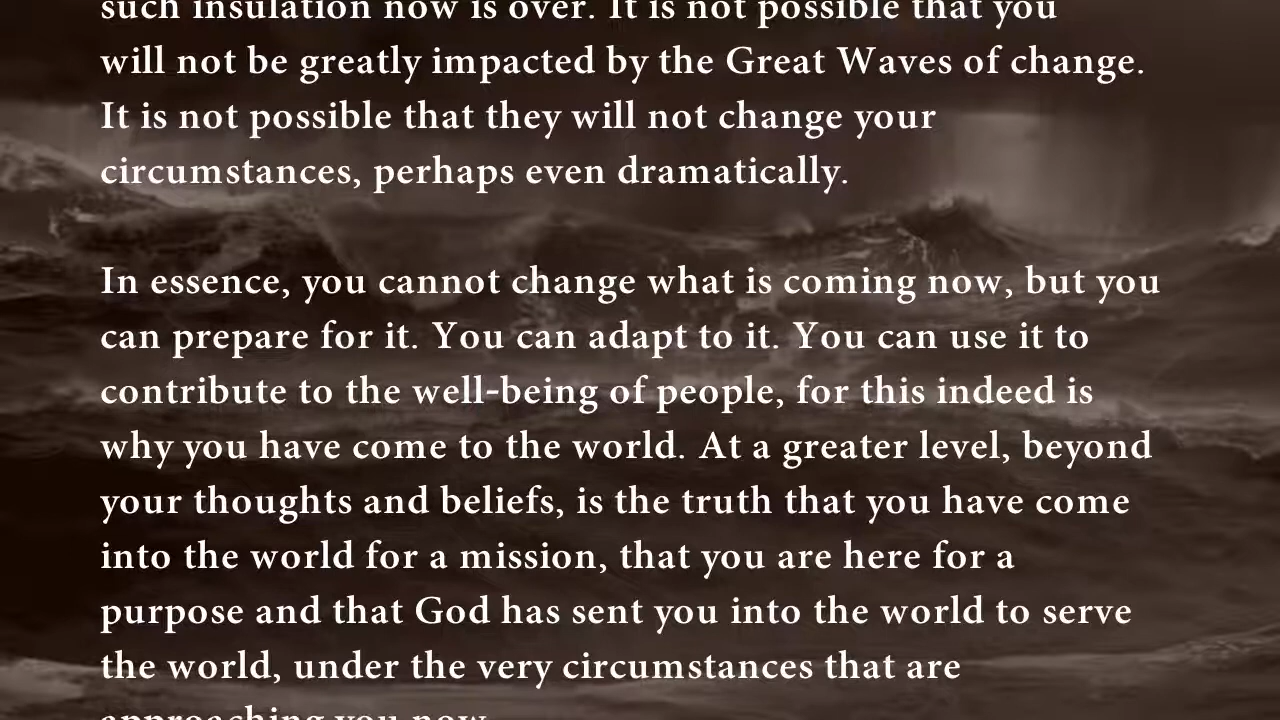 such insulation now is over. It is not possible that you
will not be greatly impacted by the Great Waves of change.
It is not possible that they will not change your
circumstances, perhaps even dramatically.
In essence, you cannot change what is coming now, but you
can prepare for it. You can adapt to it. You can use it to
contribute to the well-being of people, for this indeed is
why you have come to the world. At a greater level, beyond
your thoughts and beliefs, is the truth that you have come
into the world for a mission, that you are here for a
purpose and that God has sent you into the world to serve
the world, under the very circumstances that are
approaching you now.